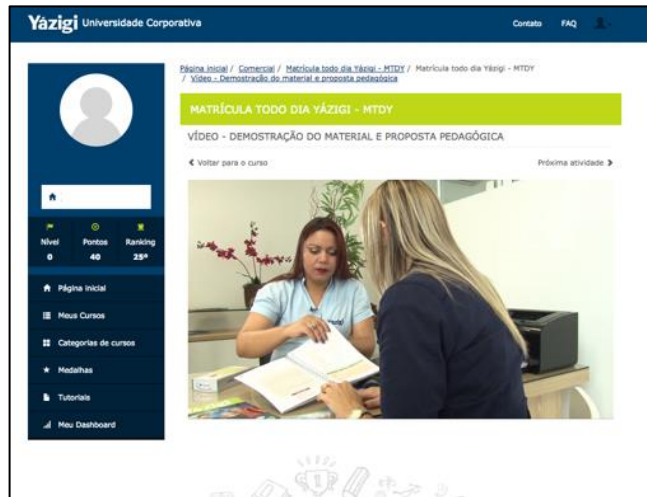 Yázigi Universidade Corporativa
Contato FAQ
Página inicial / Comercial / Matrícula todo dia Yázigi - MTDY / Matrícula todo dia Yázigi - MTDY
/ Vídeo - Demostração do material e proposta pedagógica
MATRÍCULA TODO DIA YÁZIGI - MTDY
VÍDEO - DEMOSTRAÇÃO DO MATERIAL E PROPOSTA PEDAGÓGICA
Voltar para o curso
Próxima atividade
Nível Pontos Ranking
0 40 25º
Página inicial
Meus Cursos
Categorias de cursos
Medalhas
Tutoriais
Meu Dashboard